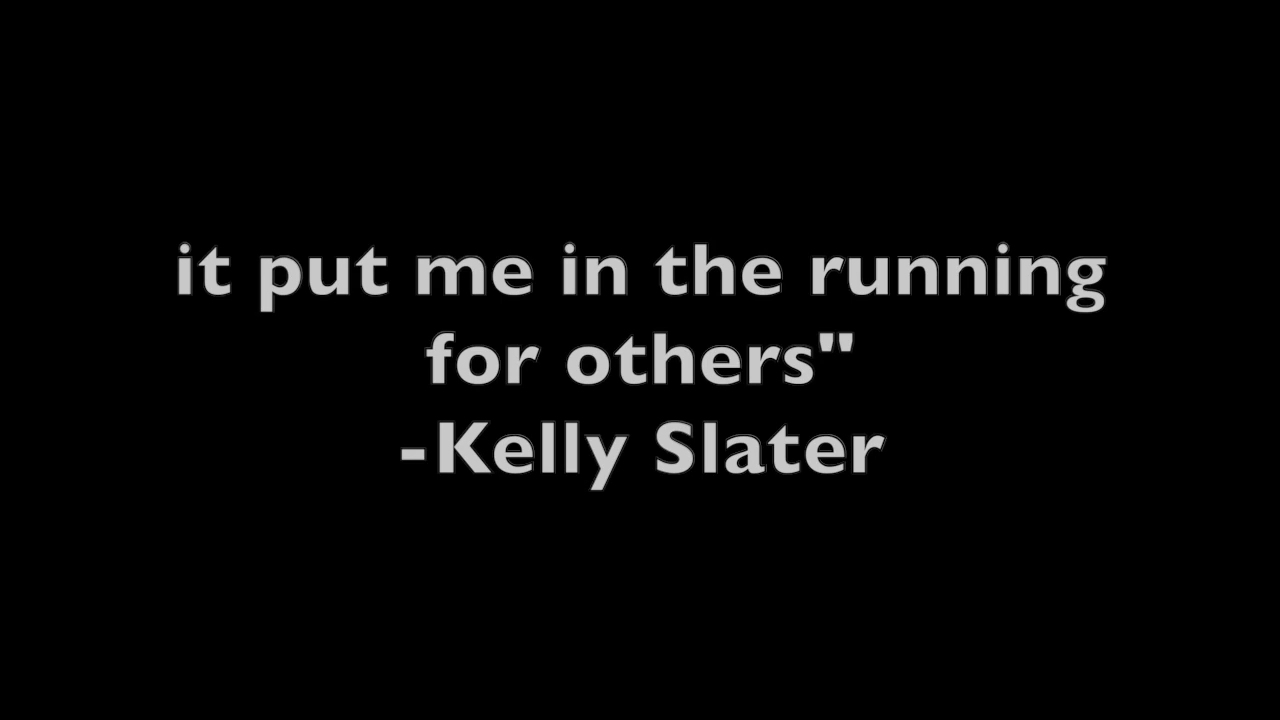 it put me in the running
for others"
-Kelly Slater